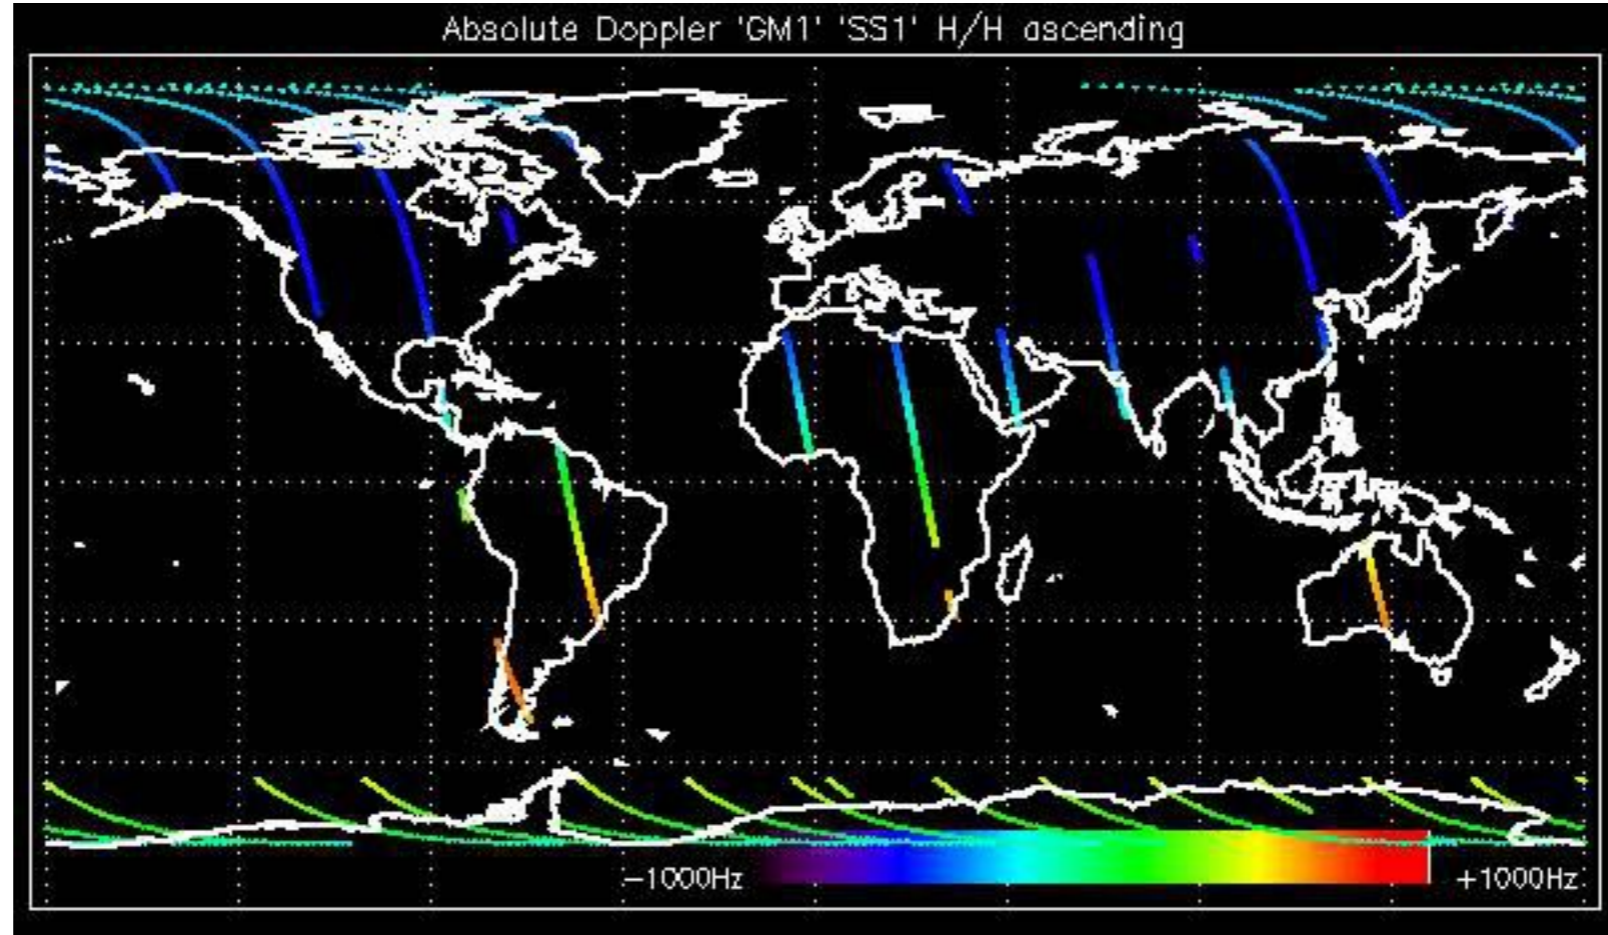 Absolute Doppler 'GM1' 'SS1' H/H ascending
−1000Hz +1000Hz